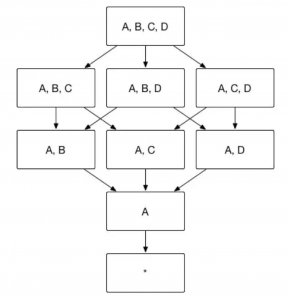 A, B, C, D
A, B, C
A, B, D
A, C, D
A, B
A, C
A, D
A
*